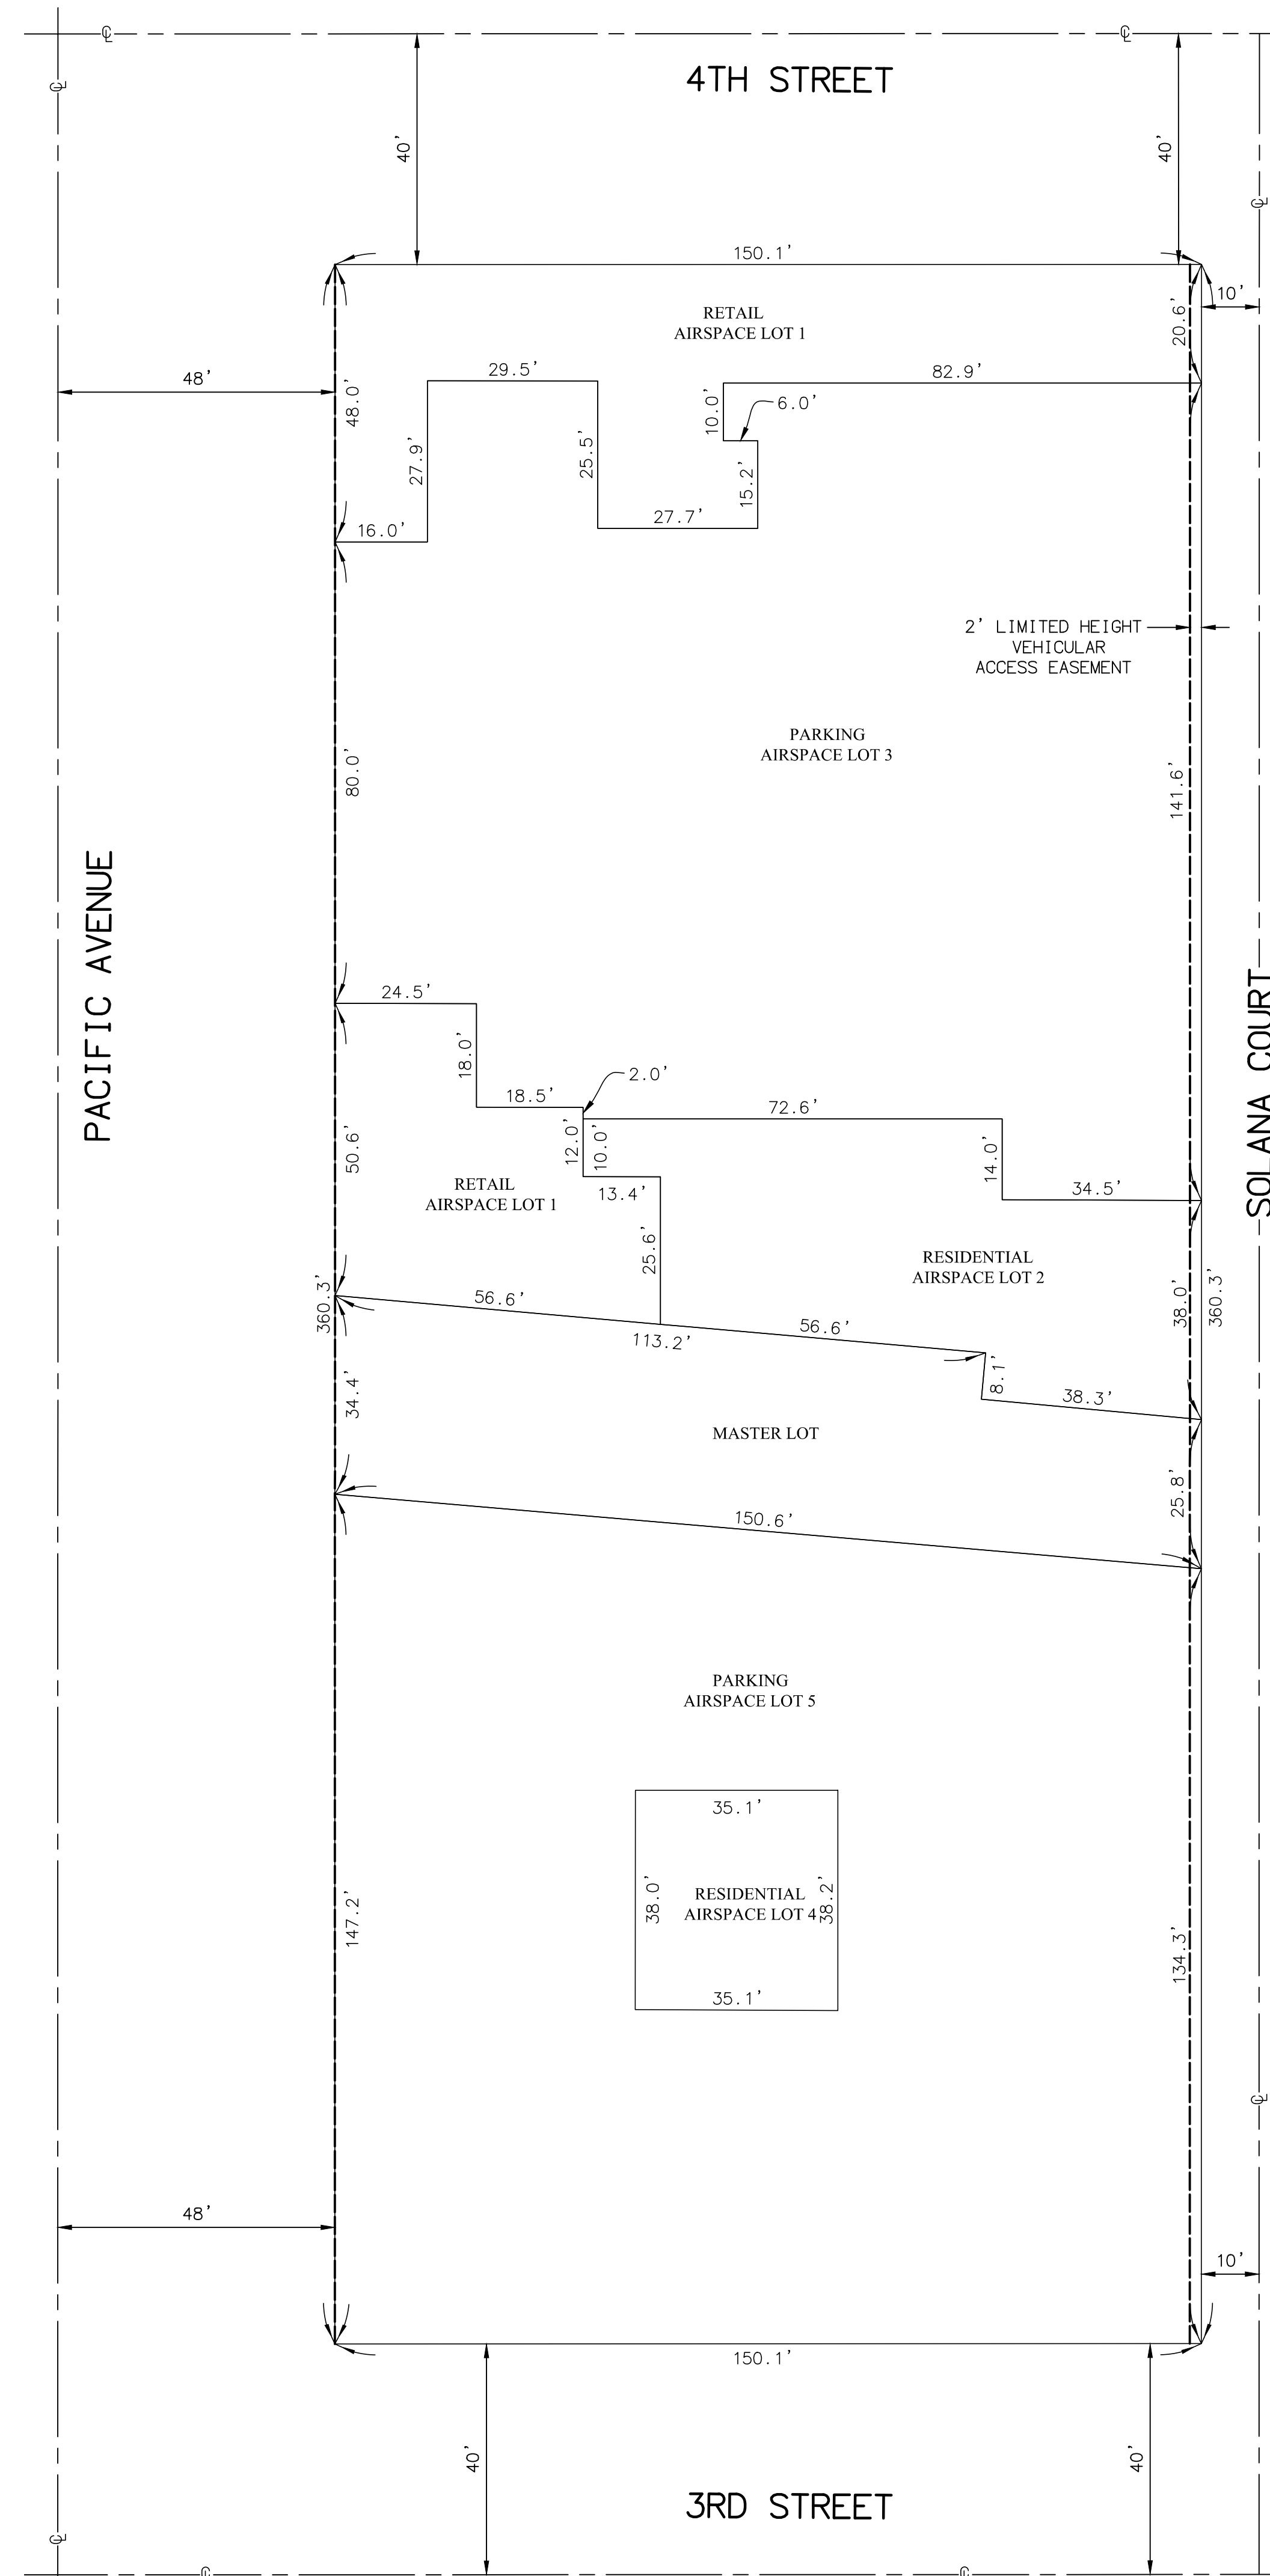 4TH STREET
40'
40'
150.1'
10'
RETAIL
AIRSPACE LOT 1
20.6'
48'
48.0'
29.5'
82.9'
10.0'
6.0'
27.9'
25.5'
15.2'
27.7'
16.0'
2' LIMITED HEIGHT
VEHICULAR
ACCESS EASEMENT
PARKING
AIRSPACE LOT 3
80.0'
141.6'
PACIFIC AVENUE
SOLANA COURT
24.5'
18.0'
2.0'
18.5'
72.6'
12.0'
10.0'
50.6'
14.0'
RETAIL
AIRSPACE LOT 1
13.4'
34.5'
25.6'
RESIDENTIAL
AIRSPACE LOT 2
360.3'
56.6'
38.0'
360.3'
56.6'
113.2'
8.1'
34.4'
38.3'
MASTER LOT
25.8'
150.6'
PARKING
AIRSPACE LOT 5
35.1'
38.0'
RESIDENTIAL
AIRSPACE LOT 4
38.2'
147.2'
134.3'
35.1'
48'
10'
150.1'
40'
40'
3RD STREET